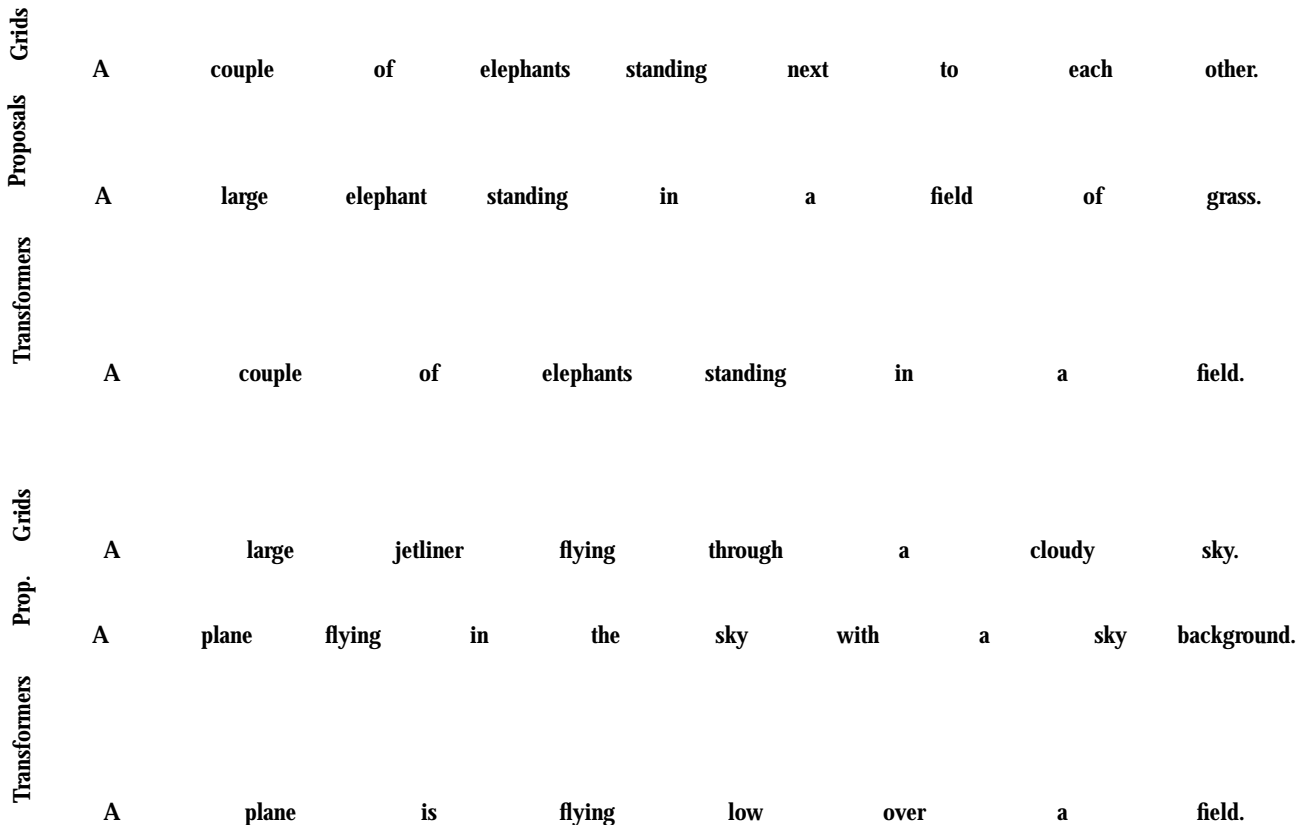 Grids
A couple of elephants standing next to each other.
Proposals
A large elephant standing in a field of grass.
Transformers
A couple of elephants standing in a field.
Grids
A large jetliner flying through a cloudy sky.
Prop.
A plane flying in the sky with a sky background.
Transformers
A plane is flying low over a field.